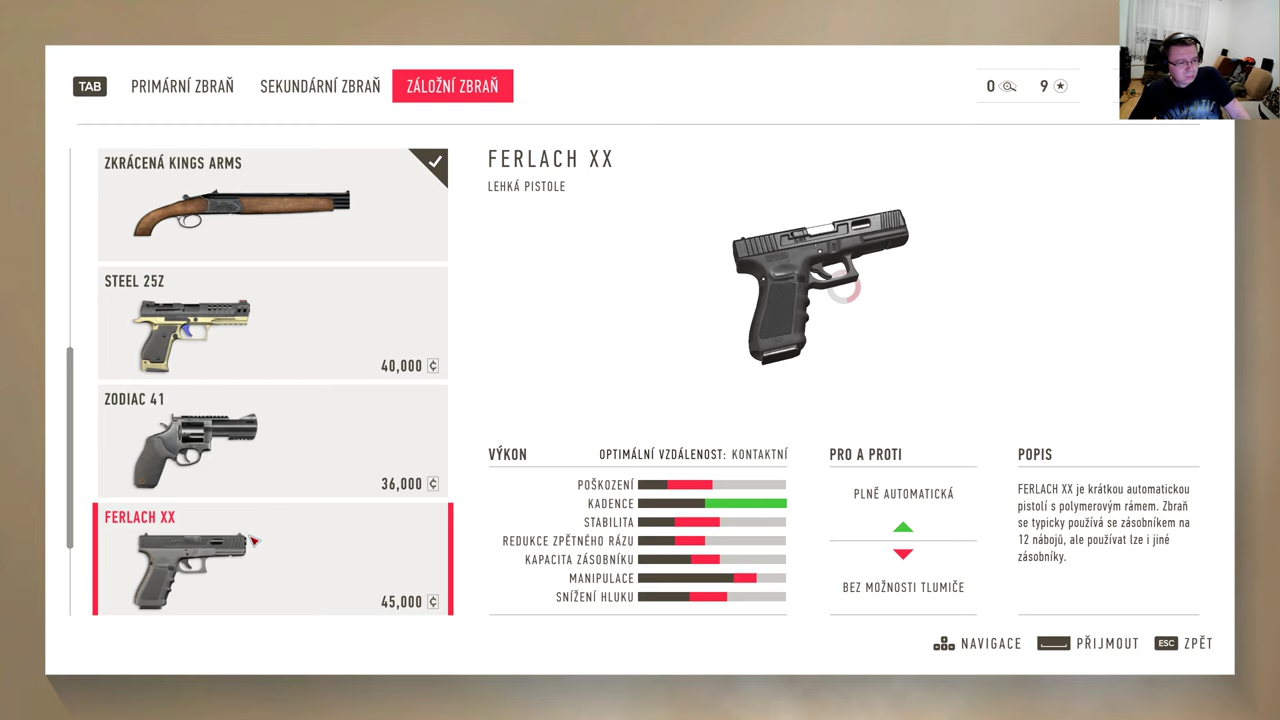 TAB PRIMÁRNÍ ZBRAŇ SEKUNDÁRNÍ ZBRAŇ ZÁLOŽNÍ ZBRAŇ 0 9
ZKRÁCENÁ KINGS ARMS
STEEL 25Z
40,000
ZODIAC 41
36,000
FERLACH XX
45,000
FERLACH XX
LEHKÁ PISTOLE
VÝKON OPTIMÁLNÍ VZDÁLENOST: KONTAKTNÍ
POŠKOZENÍ
KADENCE
STABILITA
REDUKCE ZPĚTNÉHO RÁZU
KAPACITA ZÁSOBNÍKU
MANIPULACE
SNÍŽENÍ HLUKU
PRO A PROTI
PLNĚ AUTOMATICKÁ
BEZ MOŽNOSTI TLUMIČE
POPIS
FERLACH XX je krátkou automatickou
pistolí s polymerovým rámem. Zbraň
se typicky používá se zásobníkem na
12 nábojů, ale používat lze i jiné
zásobníky.
NAVIGACE PŘIJMOUT ESC ZPĚT